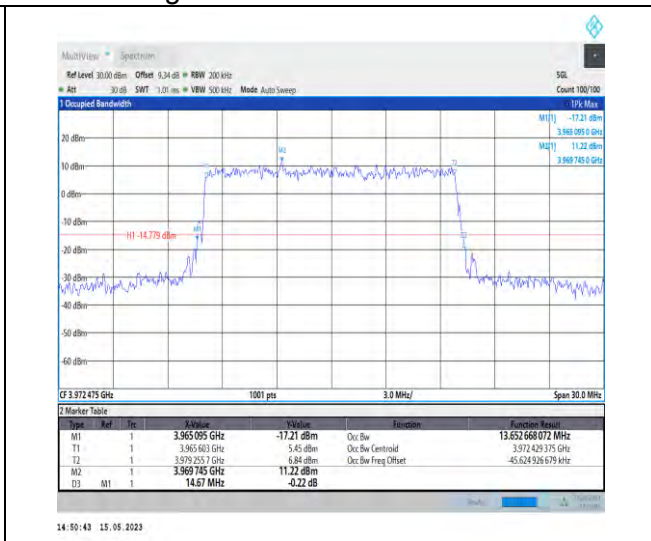 MultiView Spectrum
Ref Level 30.00 dBm Offset 9.34 dB RBW 200 kHz SGL
Att 30 dB SWT 1.01 ms VBW 500 kHz Mode Auto Sweep Count 100/100
1 Occupied Bandwidth 1Pk Max
M1[1] -17.21 dBm
3.965 095 0 GHz
M2[1] 11.22 dBm
3.969 745 0 GHz
20 dBm
M2
10 dBm
T2
0 dBm
-10 dBm
M1
H1 -14.779 dBm
-30 dBm
-40 dBm
-50 dBm
-60 dBm
CF 3.972 475 GHz 1001 pts 3.0 MHz/ Span 30.0 MHz
2 Marker Table
Type Ref Trc X-Value Y-Value Function Function Result
M1 1 3.965 095 GHz -17.21 dBm Occ Bw 13.652 668 072 MHz
T1 1 3.965 603 GHz 5.45 dBm Occ Bw Centroid 3.972 429 375 GHz
T2 1 3.979 255 7 GHz 6.84 dBm Occ Bw Freq Offset -45.624 926 679 kHz
M2 1 3.969 745 GHz 11.22 dBm
D3 M1 1 14.67 MHz -0.22 dB
14:50:43 15.05.2023